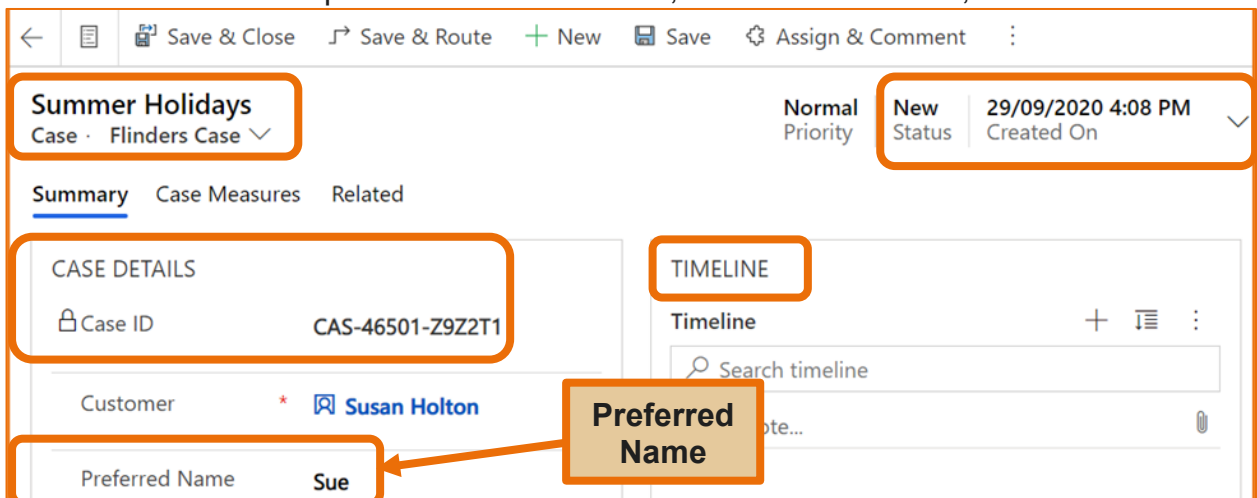 Save & Close Save & Route New Save Assign & Comment
Summer Holidays
Case · Flinders Case
Normal New 29/09/2020 4:08 PM
Priority Status Created On
Summary Case Measures Related
CASE DETAILS
Case ID CAS-46501-Z9Z2T1
Customer * Susan Holton
Preferred Name Sue
TIMELINE
Timeline
Search timeline
Preferred
Name